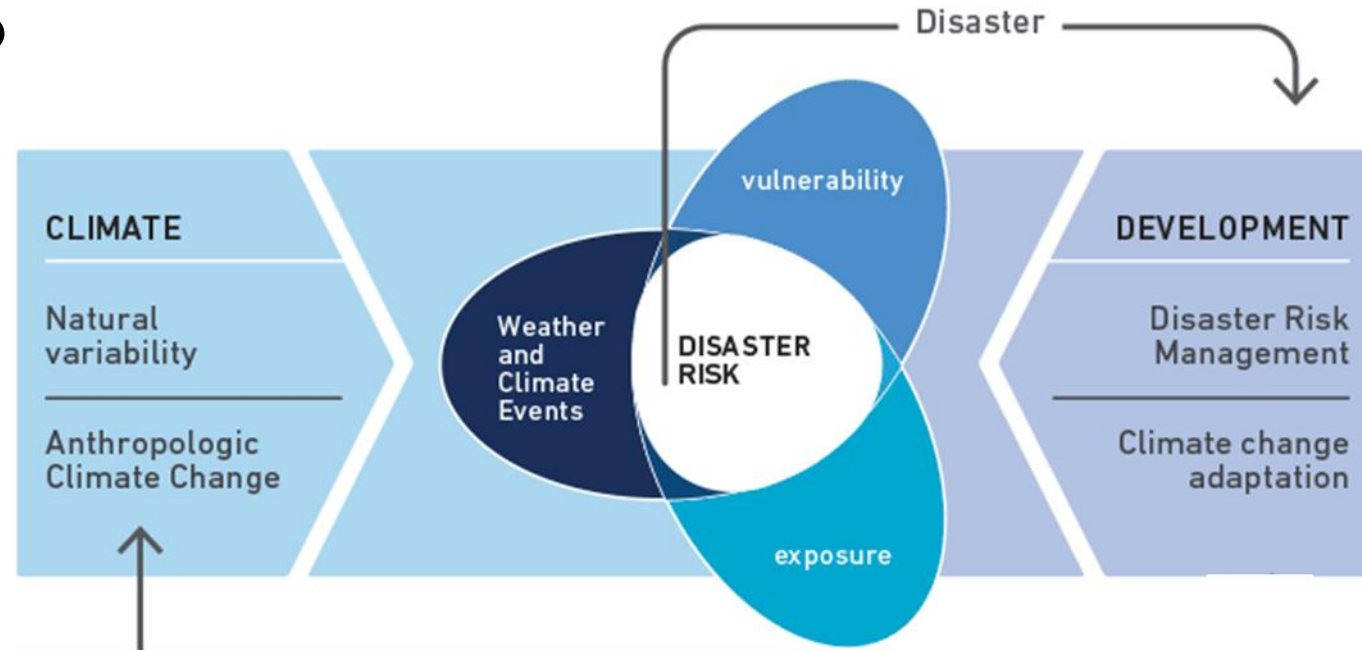 Disaster
vulnerability
CLIMATE
Natural
variability
Anthropologic
Climate Change
Weather
and
Climate
Events
DISASTER
RISK
exposure
DEVELOPMENT
Disaster Risk
Management
Climate change
adaptation